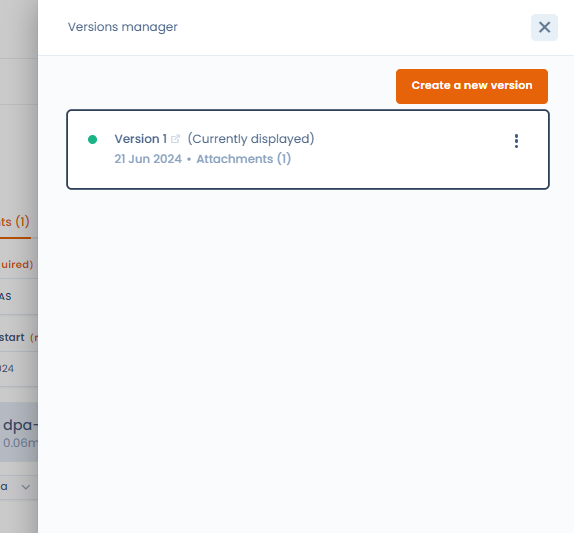 Versions manager
Create a new version
Version 1 (Currently displayed)
21 Jun 2024 • Attachments (1)
ts (1)
uired)
AS
start (r
024
dpa-
0.06m
a